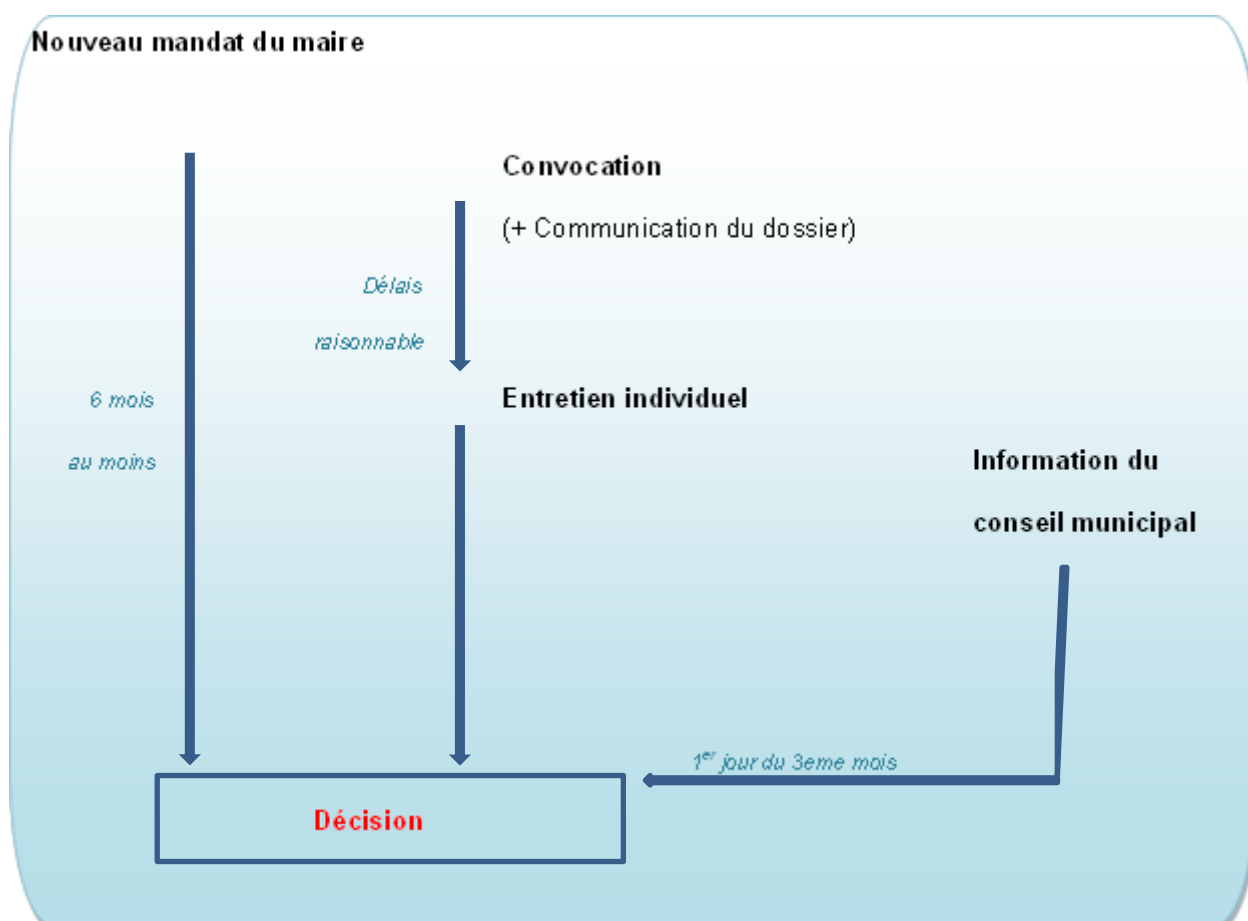 Nouveau mandat du maire
Convocation
(+ Communication du dossier)
Délais
raisonnable
6 mois
au moins
Entretien individuel
Information du
conseil municipal
1er jour du 3eme mois
Décision